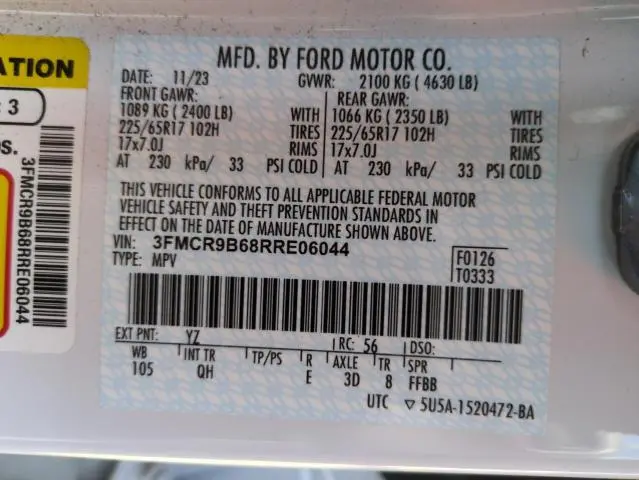 ATION
: 3
os.
3FMCR9B68RRE06044
MFD. BY FORD MOTOR CO.
DATE: 11/23 GVWR: 2100 KG ( 4630 LB)
FRONT GAWR: REAR GAWR:
1089 KG ( 2400 LB) WITH 1066 KG ( 2350 LB) WITH
225/65R17 102H TIRES 225/65R17 102H TIRES
17x7.0J RIMS 17x7.0J RIMS
AT 230 kPa/ 33 PSI COLD AT 230 kPa/ 33 PSI COLD
THIS VEHICLE CONFORMS TO ALL APPLICABLE FEDERAL MOTOR
VEHICLE SAFETY AND THEFT PREVENTION STANDARDS IN
EFFECT ON THE DATE OF MANUFACTURE SHOWN ABOVE.
VIN: 3FMCR9B68RRE06044
TYPE: MPV
F0126
T0333
EXT PNT: YZ RC: 56 DSO:
WB INT TR TP/PS R AXLE TR SPR
105 QH E 3D 8 FFBB
UTC ▽ 5U5A-1520472-BA